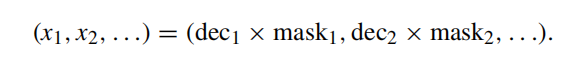 (x₁, x₂, . . .) = (dec₁ × mask₁, dec₂ × mask₂, . . .).